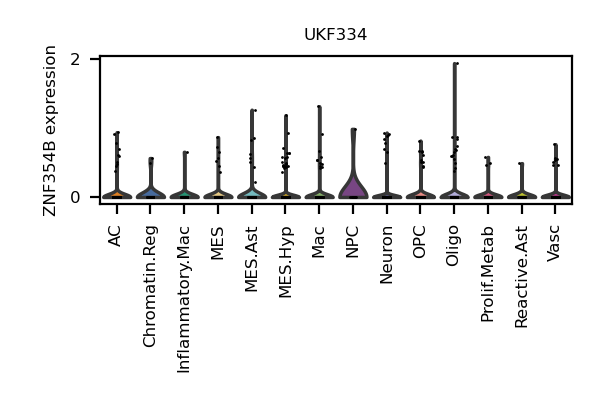 UKF334
ZNF354B expression
2
0
AC
Chromatin.Reg
Inflammatory.Mac
MES
MES.Ast
MES.Hyp
Mac
NPC
Neuron
OPC
Oligo
Prolif.Metab
Reactive.Ast
Vasc